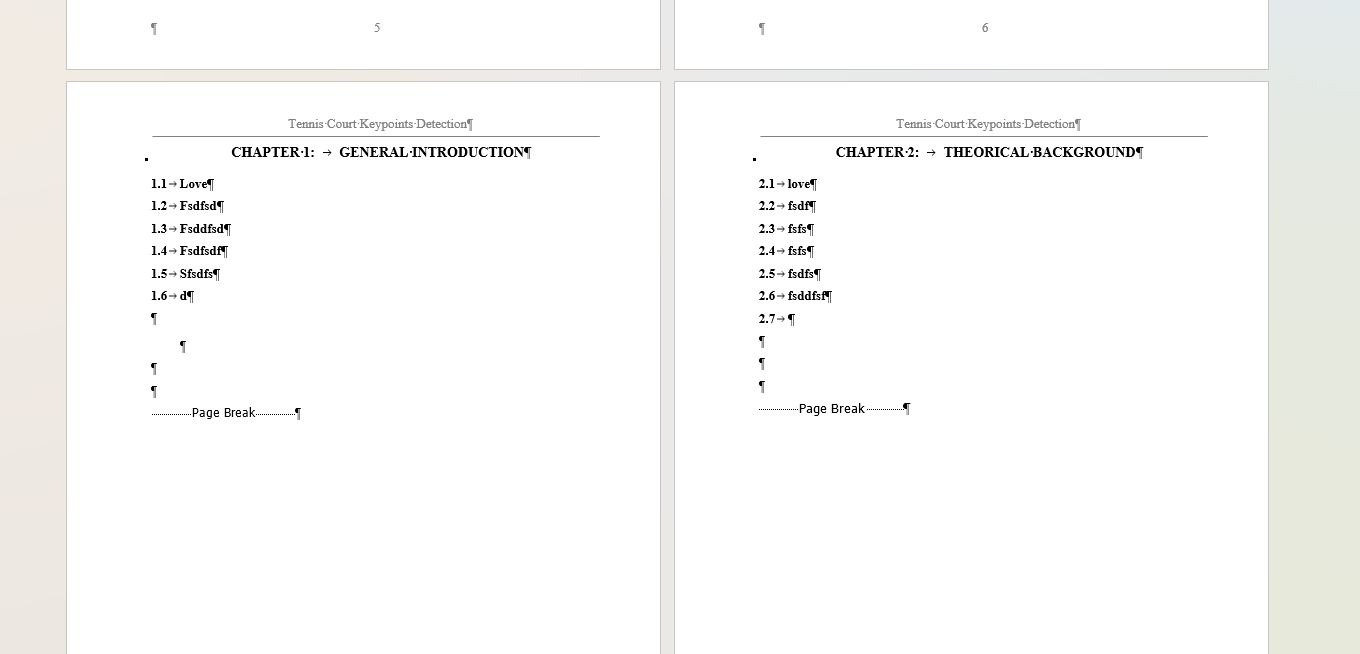 ¶ 5
¶ 6
Tennis·Court·Keypoints·Detection¶
CHAPTER·1: → GENERAL·INTRODUCTION¶
1.1→Love¶
1.2→Fsdfsd¶
1.3→Fsddfsd¶
1.4→Fsdfsdf¶
1.5→Sfsdfs¶
1.6→d¶
¶
¶
¶
¶
Page Break¶
Tennis·Court·Keypoints·Detection¶
CHAPTER·2: → THEORICAL·BACKGROUND¶
2.1→love¶
2.2→fsdf¶
2.3→fsfs¶
2.4→fsfs¶
2.5→fsdfs¶
2.6→fsddfsf¶
2.7→¶
¶
¶
¶
Page Break¶